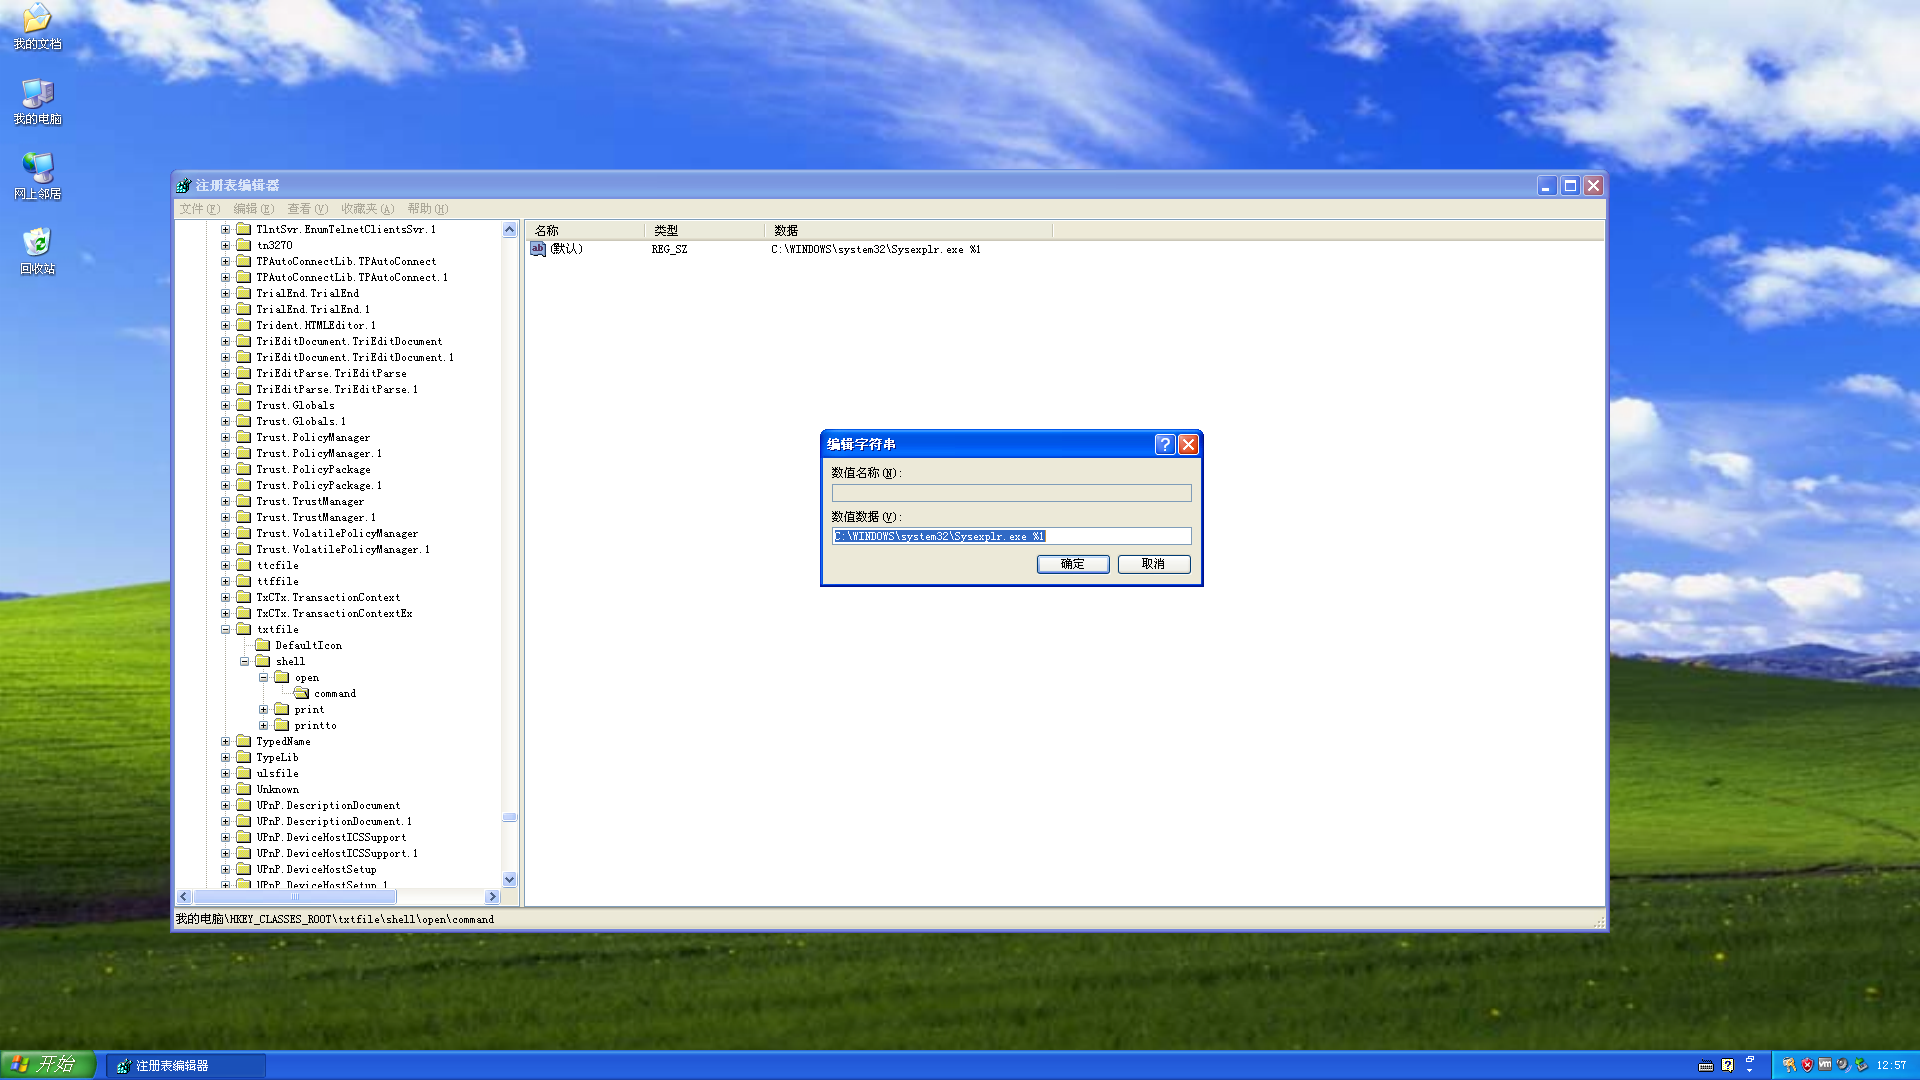 我的文档
我的电脑
网上邻居
回收站
注册表编辑器
文件(F) 编辑(E) 查看(V) 收藏夹(A) 帮助(H)
TlntSvr.EnumTelnetClientsSvr.1
tn3270
TPAutoConnectLib.TPAutoConnect
TPAutoConnectLib.TPAutoConnect.1
TrialEnd.TrialEnd
TrialEnd.TrialEnd.1
Trident.HTMLEditor.1
TriEditDocument.TriEditDocument
TriEditDocument.TriEditDocument.1
TriEditParse.TriEditParse
TriEditParse.TriEditParse.1
Trust.Globals
Trust.Globals.1
Trust.PolicyManager
Trust.PolicyManager.1
Trust.PolicyPackage
Trust.PolicyPackage.1
Trust.TrustManager
Trust.TrustManager.1
Trust.VolatilePolicyManager
Trust.VolatilePolicyManager.1
ttcfile
ttffile
TxCTx.TransactionContext
TxCTx.TransactionContextEx
txtfile
DefaultIcon
shell
open
command
print
printto
TypedName
TypeLib
ulsfile
Unknown
UPnP.DescriptionDocument
UPnP.DescriptionDocument.1
UPnP.DeviceHostICSSupport
UPnP.DeviceHostICSSupport.1
UPnP.DeviceHostSetup
UPnP.DeviceHostSetup.1
名称 类型 数据
(默认) REG_SZ C:\WINDOWS\system32\Sysexplr.exe %1
编辑字符串
数值名称(N):
数值数据(V):
C:\WINDOWS\system32\Sysexplr.exe %1
确定 取消
我的电脑\HKEY_CLASSES_ROOT\txtfile\shell\open\command
开始 注册表编辑器 12:57